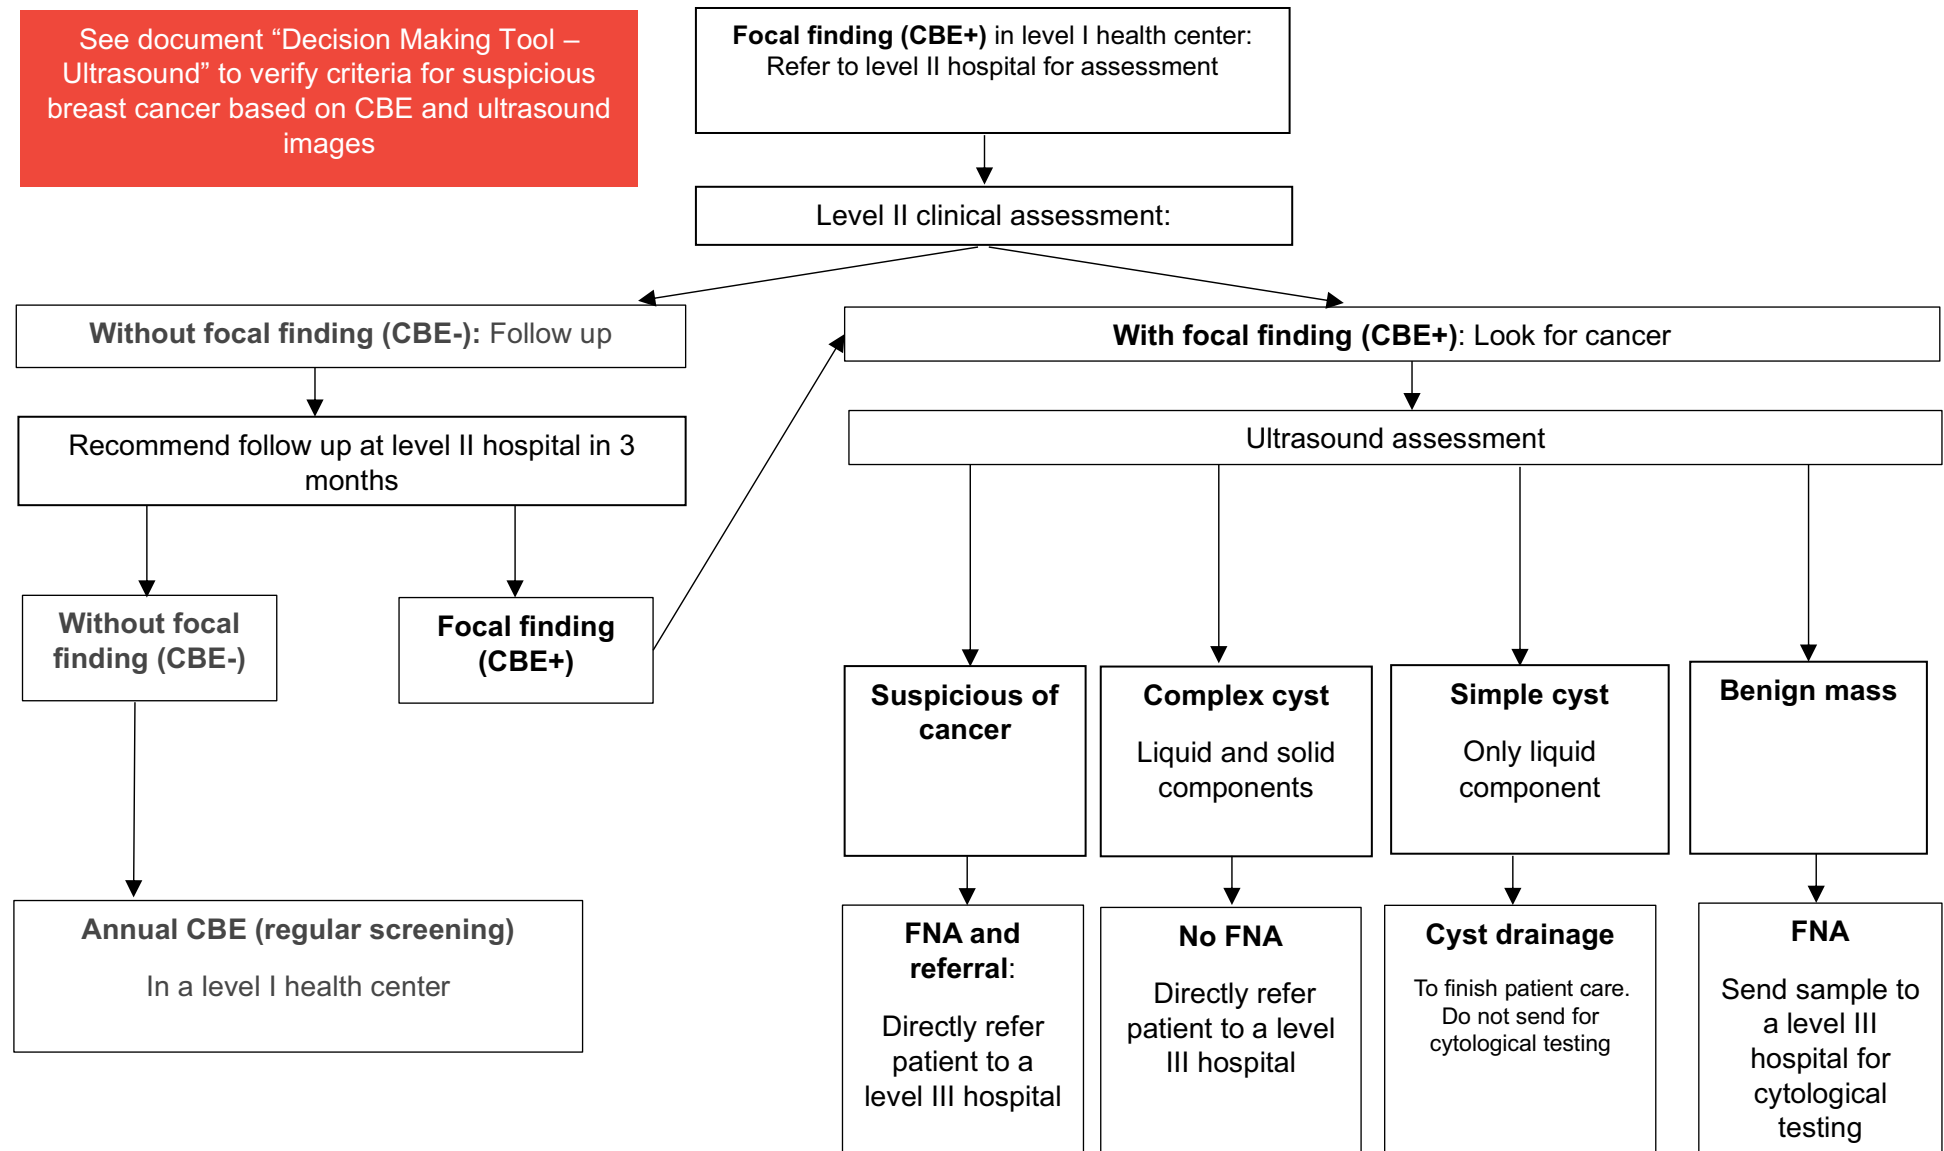 See document “Decision Making Tool –
Ultrasound” to verify criteria for suspicious
breast cancer based on CBE and ultrasound
images
Focal finding (CBE+) in level I health center:
Refer to level II hospital for assessment
Level II clinical assessment:
Without focal finding (CBE-): Follow up
With focal finding (CBE+): Look for cancer
Recommend follow up at level II hospital in 3
months
Ultrasound assessment
Without focal
finding (CBE-)
Focal finding
(CBE+)
Suspicious of
cancer
Complex cyst
Liquid and solid
components
Simple cyst
Only liquid
component
Benign mass
Annual CBE (regular screening)
In a level I health center
FNA and
referral:
Directly refer
patient to a
level III hospital
No FNA
Directly refer
patient to a level
III hospital
Cyst drainage
To finish patient care.
Do not send for
cytological testing
FNA
Send sample to
a level III
hospital for
cytological
testing